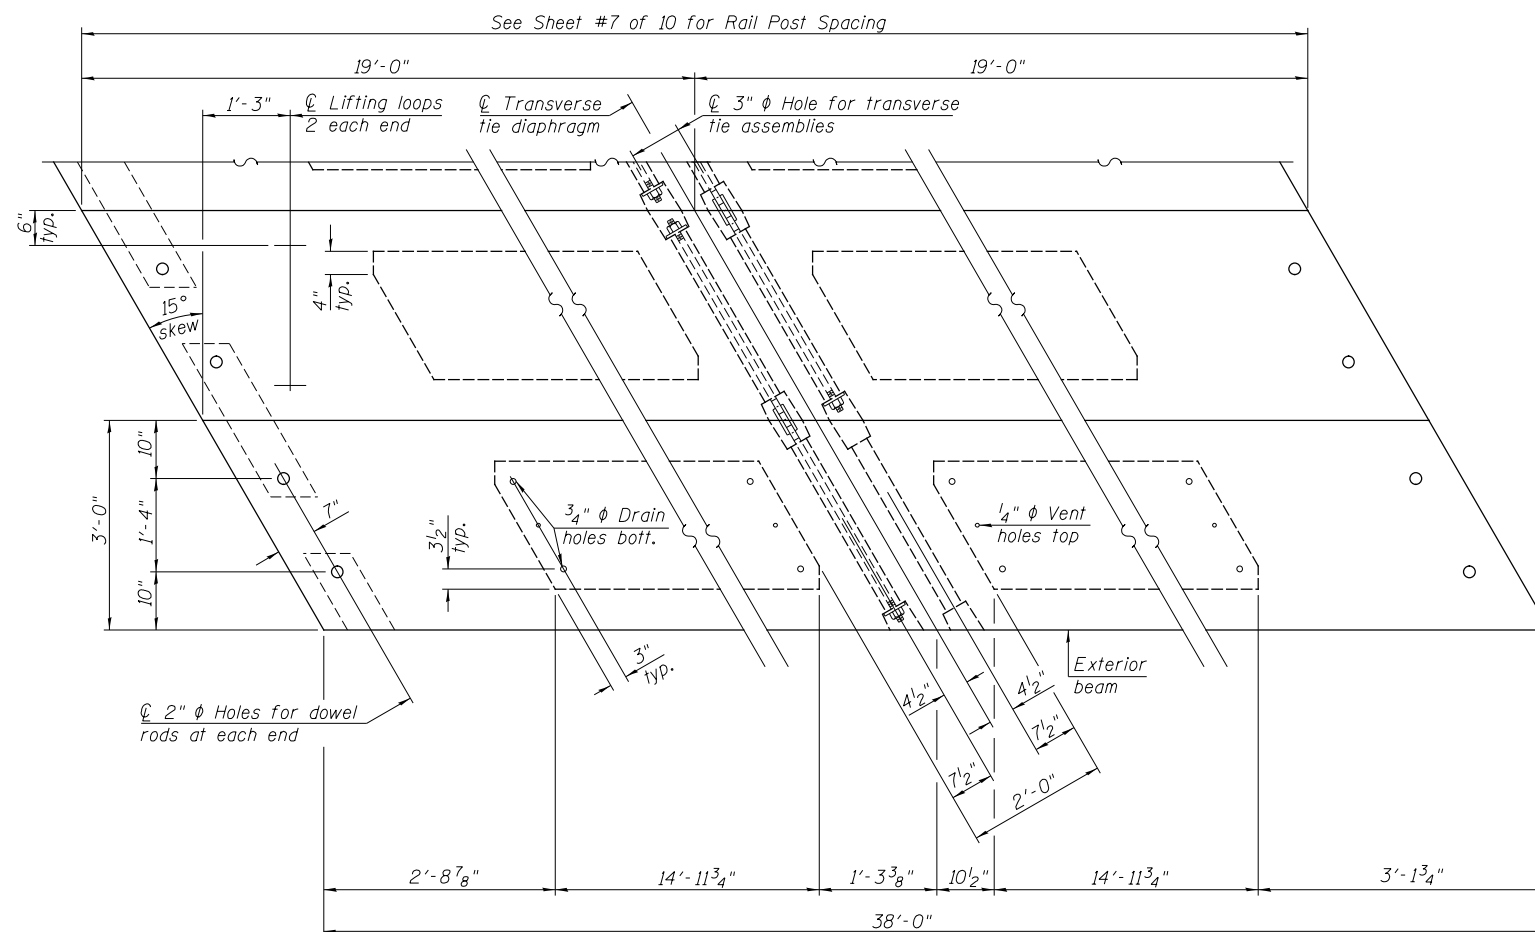 See Sheet #7 of 10 for Rail Post Spacing
19'-0"
19'-0"
1'-3"
℄ Lifting loops
2 each end
℄ Transverse
tie diaphragm
℄ 3" ϕ Hole for transverse
tie assemblies
6"
typ.
4"
typ.
15°
skew
3'-0"
10"
1'-4"
10"
7"
3½"
typ.
¾" ϕ Drain
holes bott.
¼" ϕ Vent
holes top
3"
typ.
Exterior
beam
℄ 2" ϕ Holes for dowel
rods at each end
4½"
4½"
7½"
7½"
2'-0"
2'-8⅞"
14'-11¾"
1'-3⅜"
10½"
14'-11¾"
3'-1¾"
38'-0"